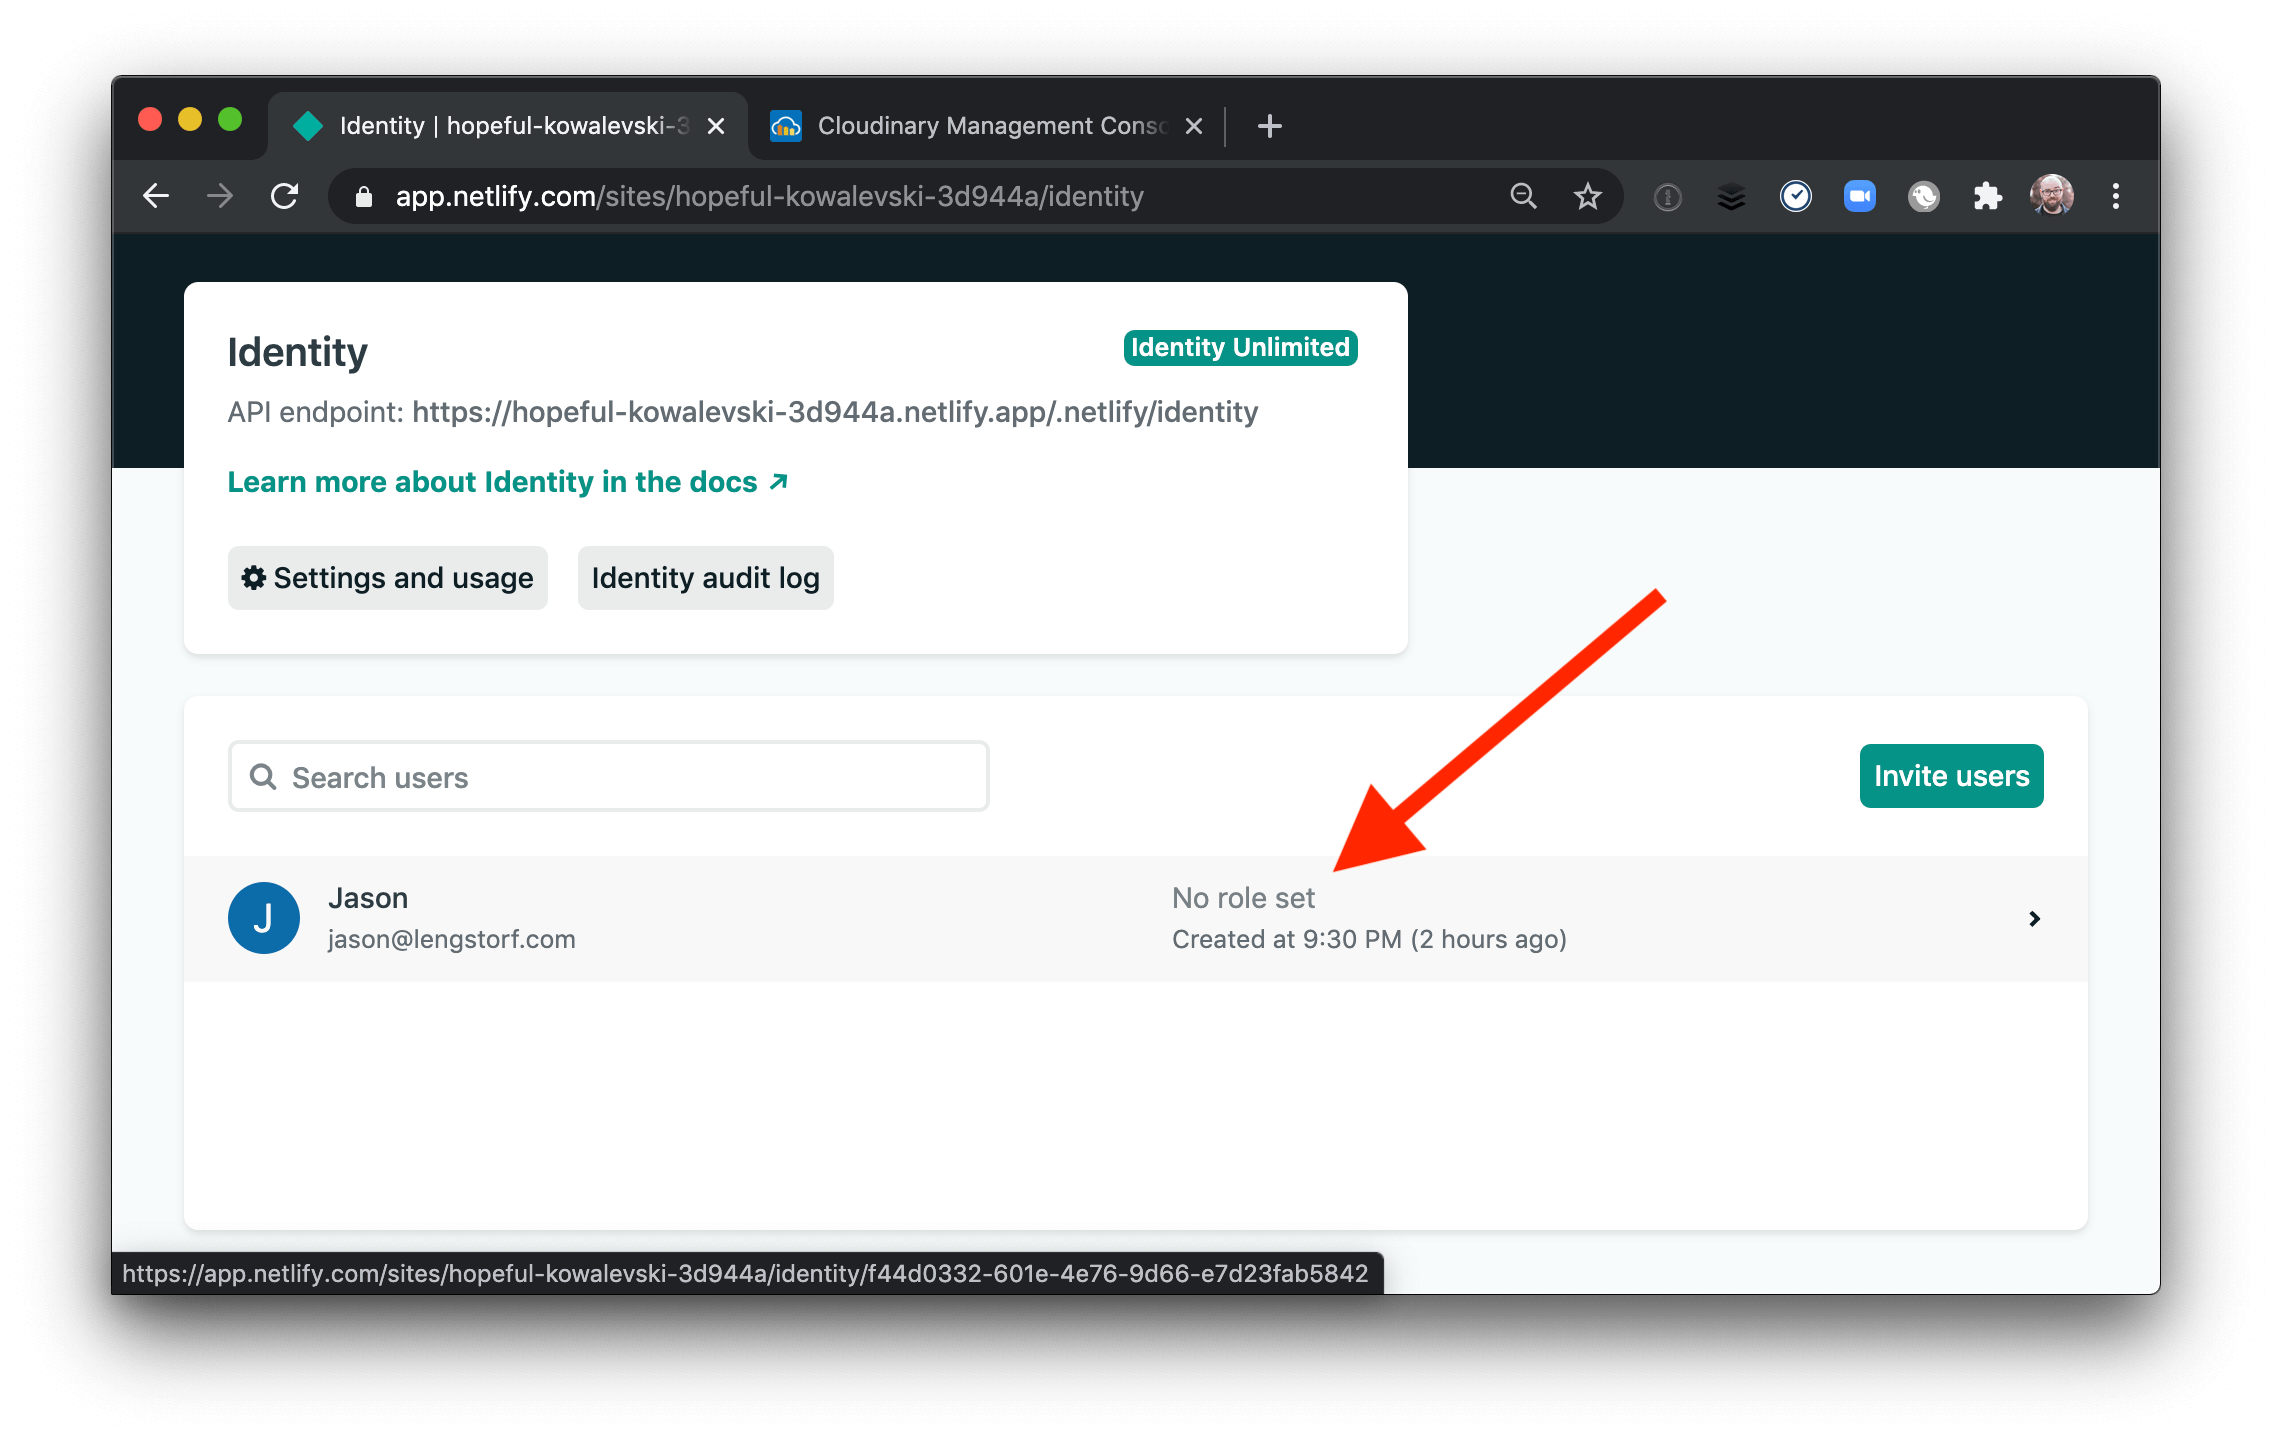 Identity | hopeful-kowalevski-3
Cloudinary Management Conso
app.netlify.com/sites/hopeful-kowalevski-3d944a/identity
Identity
Identity Unlimited
API endpoint: https://hopeful-kowalevski-3d944a.netlify.app/.netlify/identity
Learn more about Identity in the docs
Settings and usage
Identity audit log
Search users
Invite users
J
Jason
No role set
jason@lengstorf.com
Created at 9:30 PM (2 hours ago)
https://app.netlify.com/sites/hopeful-kowalevski-3d944a/identity/f44d0332-601e-4e76-9d66-e7d23fab5842